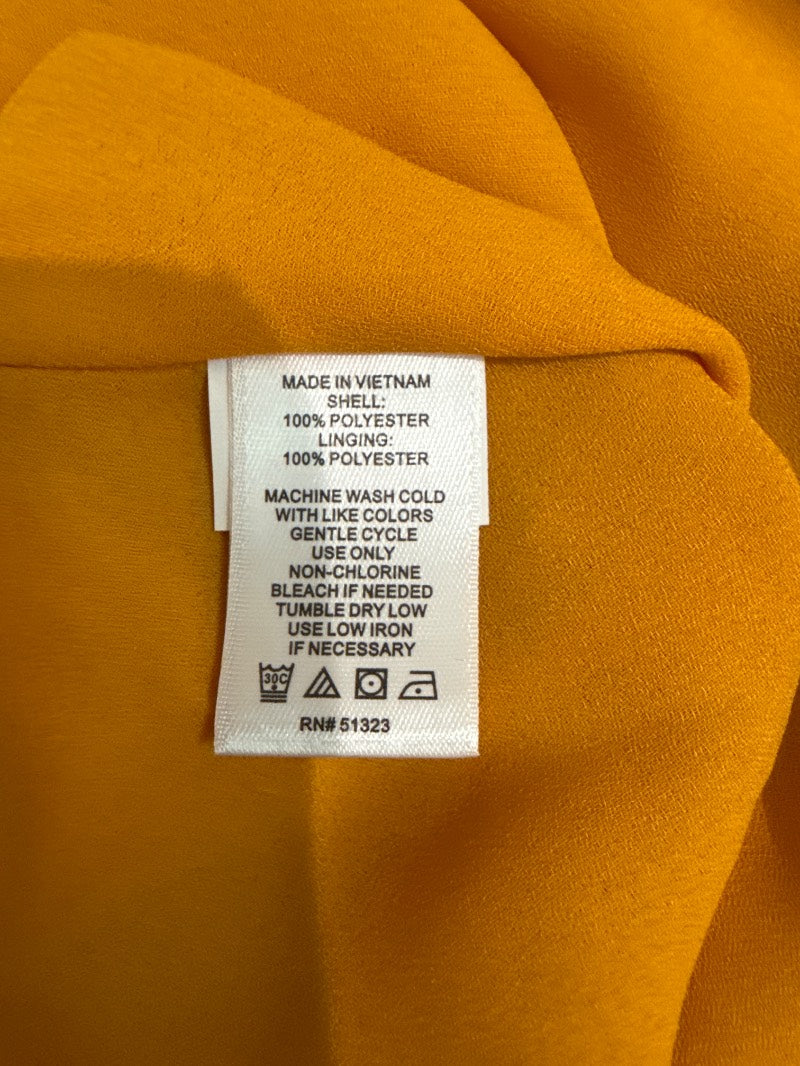 MADE IN VIETNAM
SHELL:
100% POLYESTER
LINGING:
100% POLYESTER
MACHINE WASH COLD
WITH LIKE COLORS
GENTLE CYCLE
USE ONLY
NON-CHLORINE
BLEACH IF NEEDED
TUMBLE DRY LOW
USE LOW IRON
IF NECESSARY
30C
RN# 51323